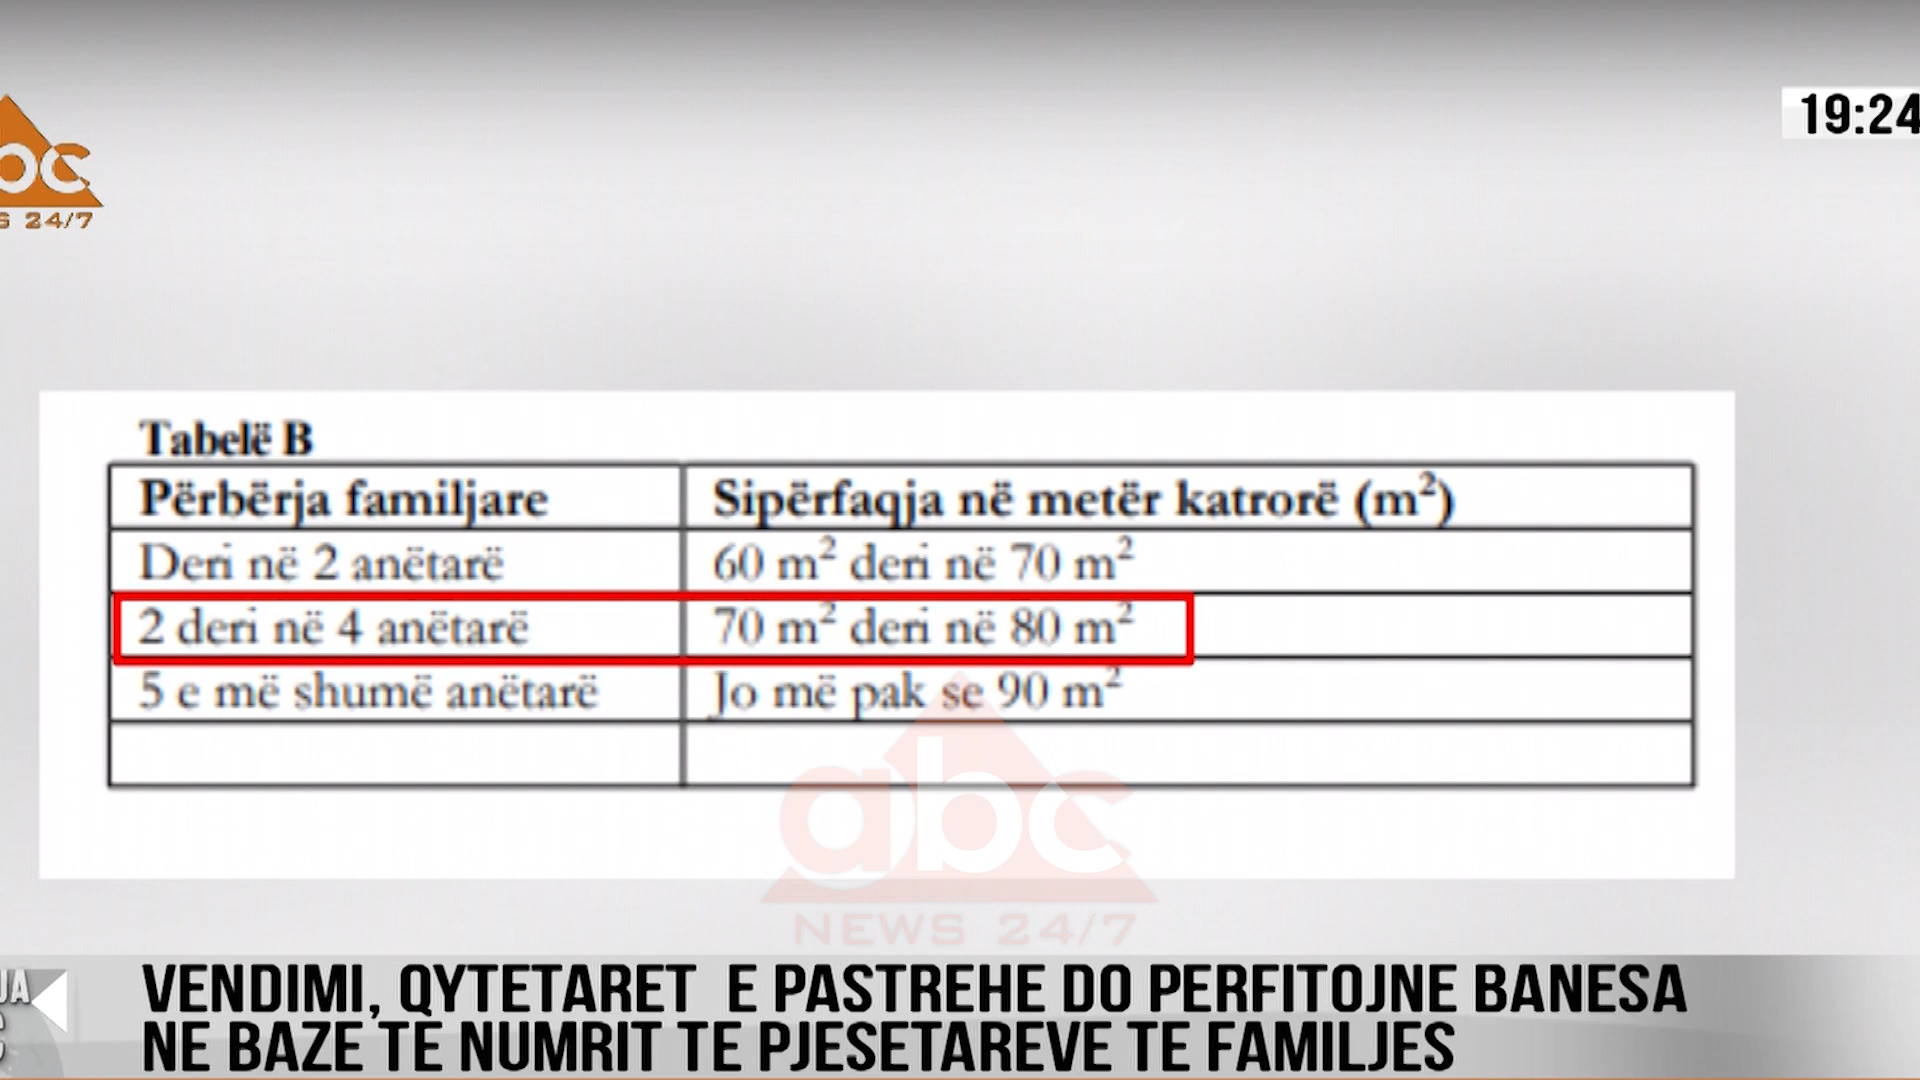 19:24
bc
S 24/7
Tabelë B
Përbërja familjare Sipërfaqja në metër katrorë (m²)
Deri në 2 anëtarë 60 m² deri në 70 m²
2 deri në 4 anëtarë 70 m² deri në 80 m²
5 e më shumë anëtarë Jo më pak se 90 m²
abc
NEWS 24/7
VENDIMI, QYTETARET E PASTREHE DO PERFITOJNE BANESA
NE BAZE TE NUMRIT TE PJESETAREVE TE FAMILJES